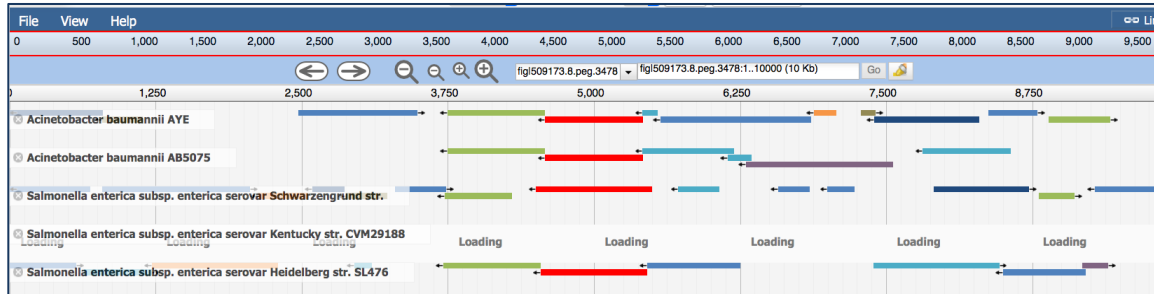 File View Help Li
0 500 1,000 1,500 2,000 2,500 3,000 3,500 4,000 4,500 5,000 5,500 6,000 6,500 7,000 7,500 8,000 8,500 9,000 9,500
fig|509173.8.peg.3478 fig|509173.8.peg.3478:1..10000 (10 Kb) Go
0 1,250 2,500 3,750 5,000 6,250 7,500 8,750
Acinetobacter baumannii AYE
Acinetobacter baumannii AB5075
Salmonella enterica subsp. enterica serovar Schwarzengrund str.
Salmonella enterica subsp. enterica serovar Kentucky str. CVM29188
Loading Loading Loading Loading Loading Loading Loading Loading
Salmonella enterica subsp. enterica serovar Heidelberg str. SL476